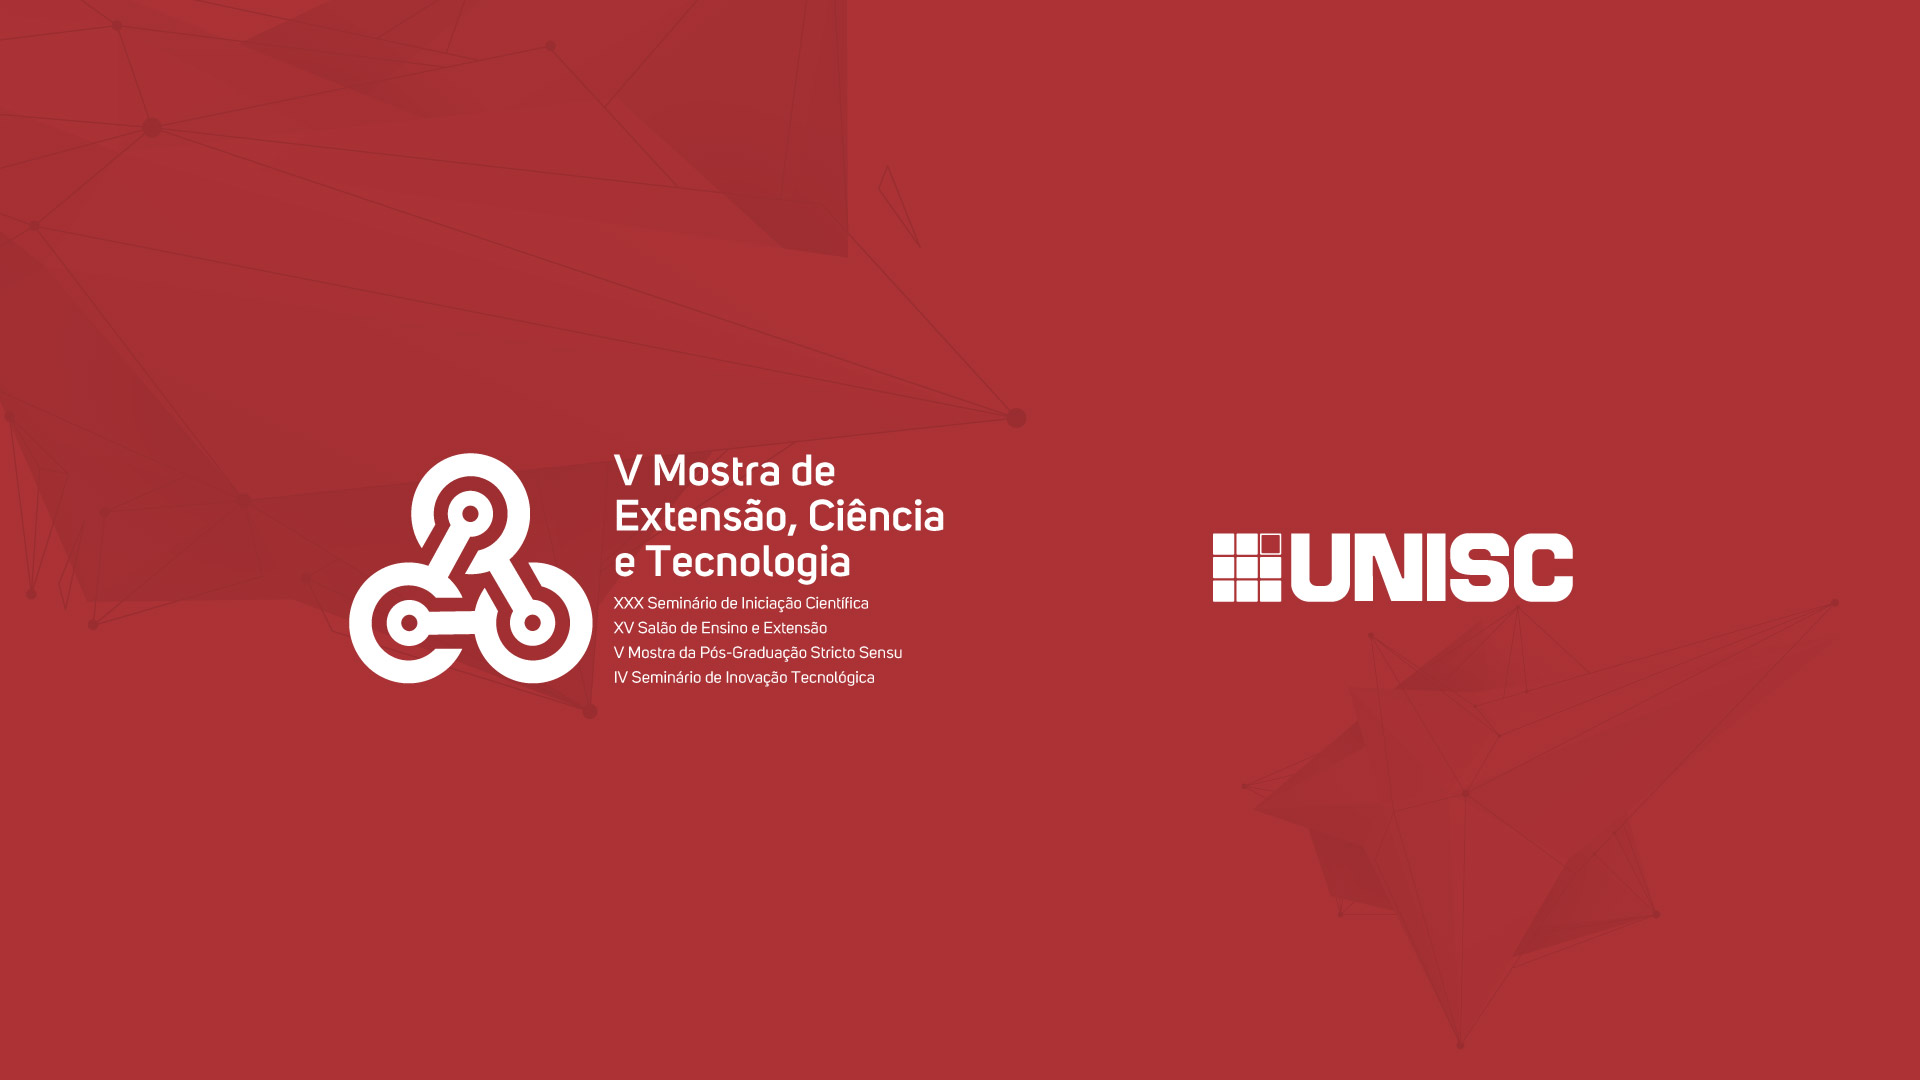 V Mostra de
Extensão, Ciência
e Tecnologia
XXX Seminário de Iniciação Científica
XV Salão de Ensino e Extensão
V Mostra da Pós-Graduação Stricto Sensu
IV Seminário de Inovação Tecnológica
UNISC